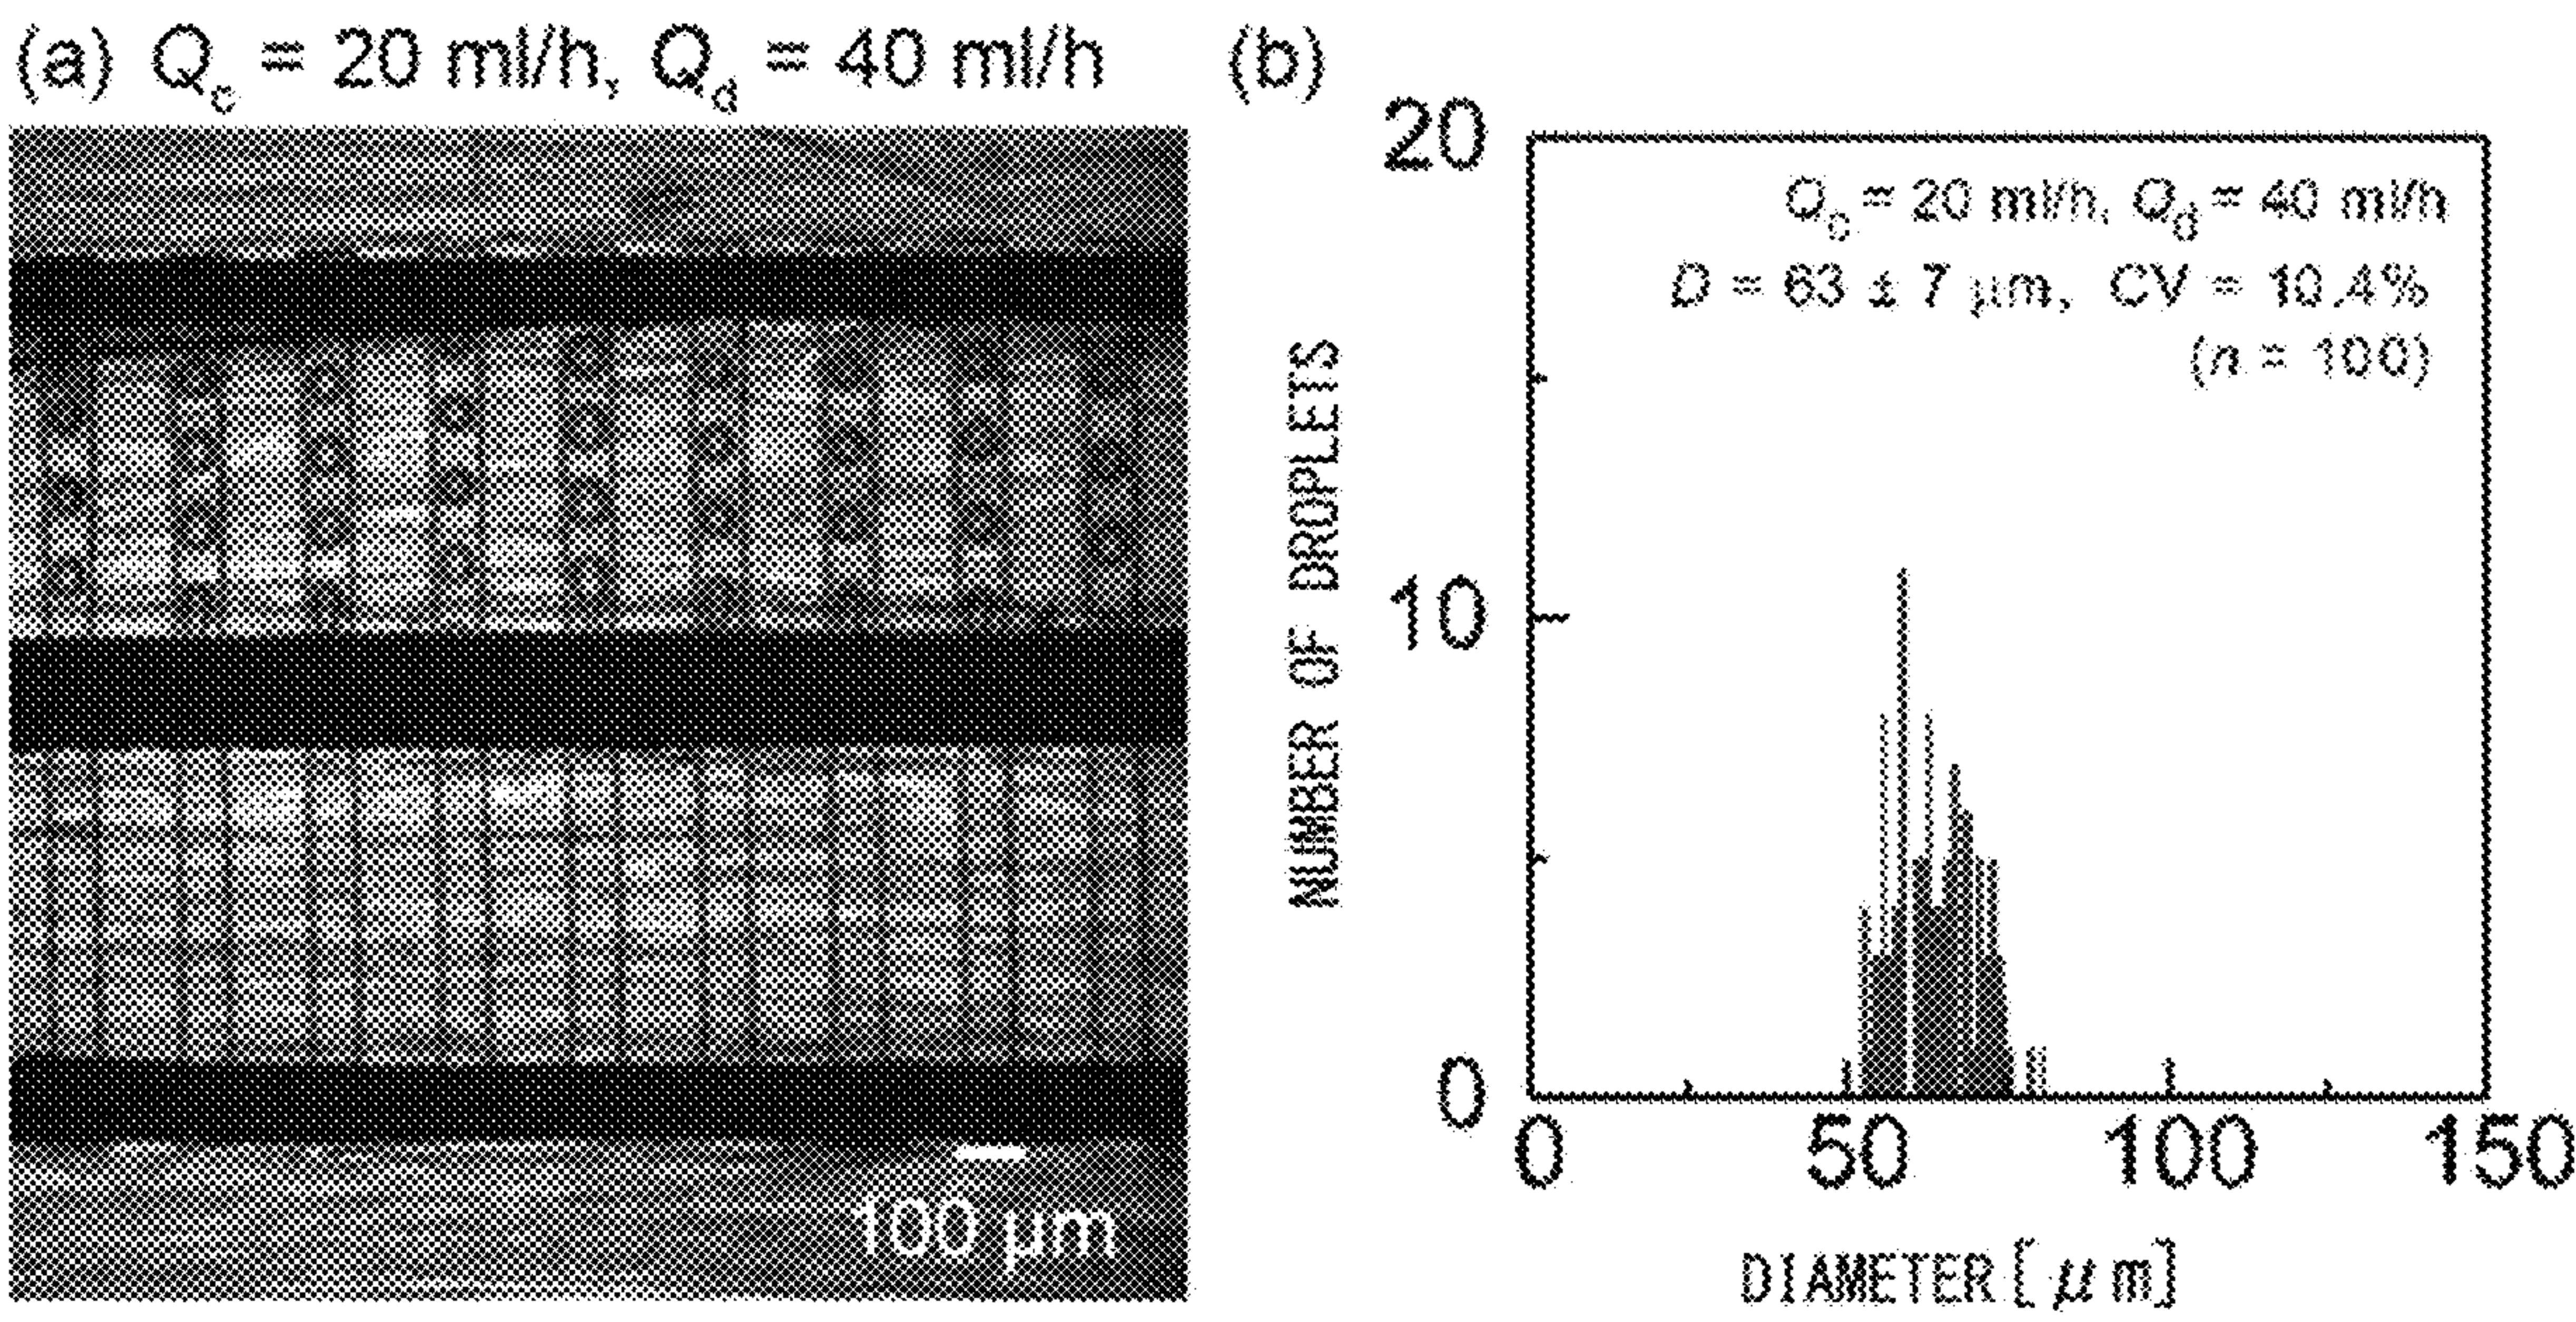 (a) Q_c = 20 ml/h, Q_d = 40 ml/h
100 μm
(b)
20
10
0
NUMBER OF DROPLETS
Q_c = 20 ml/h, Q_d = 40 ml/h
D = 63 ± 7 μm, CV = 10.4%
(n = 100)
0 50 100 150
DIAMETER [μm]